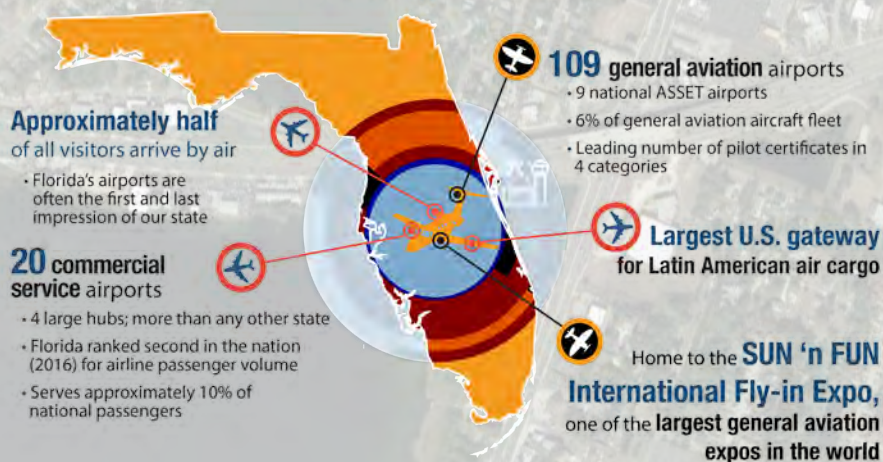 Approximately half
of all visitors arrive by air
• Florida's airports are
often the first and last
impression of our state
20 commercial
service airports
• 4 large hubs; more than any other state
• Florida ranked second in the nation
(2016) for airline passenger volume
• Serves approximately 10% of
national passengers
109 general aviation airports
• 9 national ASSET airports
• 6% of general aviation aircraft fleet
• Leading number of pilot certificates in
4 categories
Largest U.S. gateway
for Latin American air cargo
Home to the SUN ‘n FUN
International Fly-in Expo,
one of the largest general aviation
expos in the world